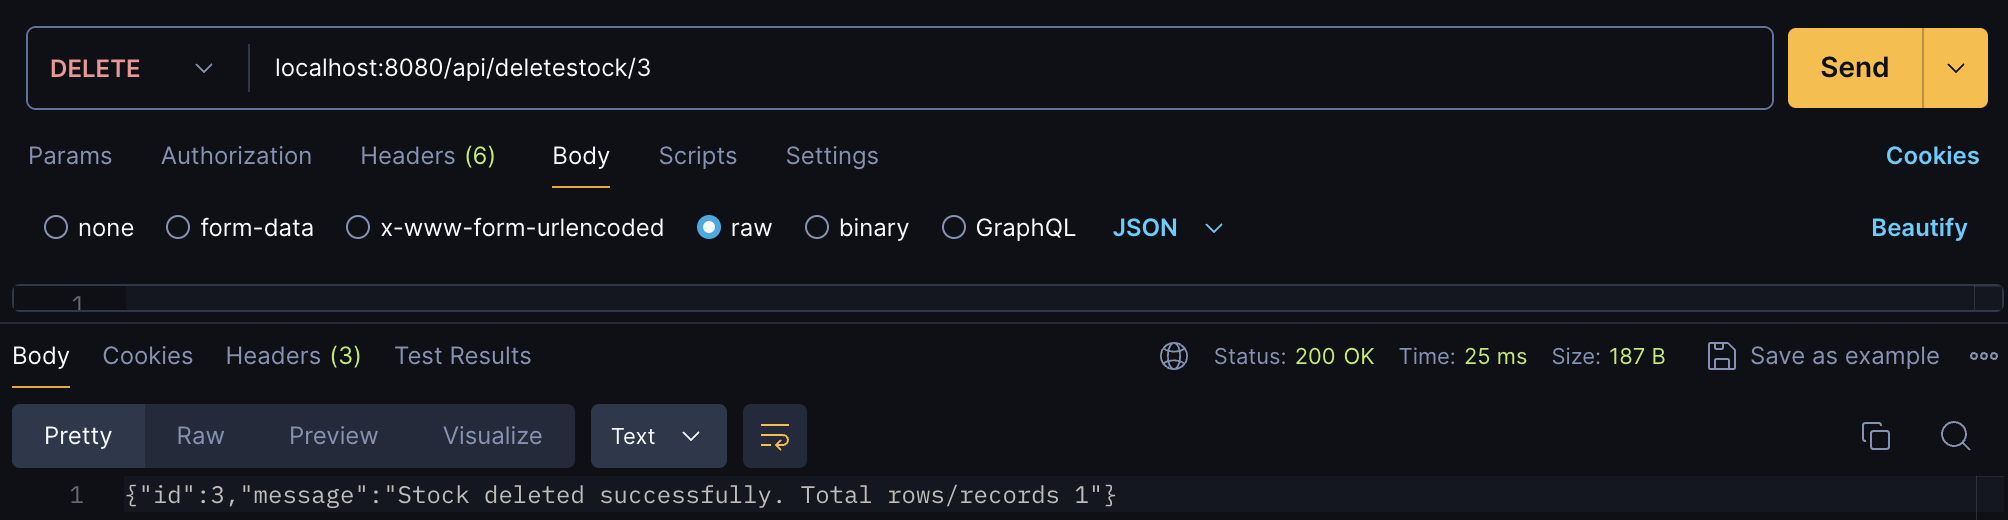 DELETE localhost:8080/api/deletestock/3 Send
Params Authorization Headers (6) Body Scripts Settings Cookies
none form-data x-www-form-urlencoded raw binary GraphQL JSON Beautify
1
Body Cookies Headers (3) Test Results Status: 200 OK Time: 25 ms Size: 187 B Save as example
Pretty Raw Preview Visualize Text
1 {"id":3,"message":"Stock deleted successfully. Total rows/records 1"}